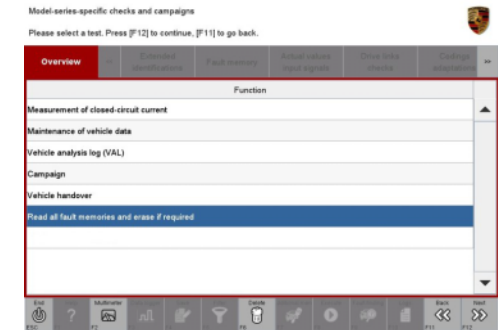 Model-series-specific checks and campaigns
Please select a test. Press [F12] to continue, [F11] to go back.
Overview
Extended identifications
Fault memory
Actual values input signals
Drive links checks
Codings adaptations
Function
Measurement of closed-circuit current
Maintenance of vehicle data
Vehicle analysis log (VAL)
Campaign
Vehicle handover
Read all fault memories and erase if required
End
Multimeter
Delete
Back
Next
ESC
F2
F8
F11
F12